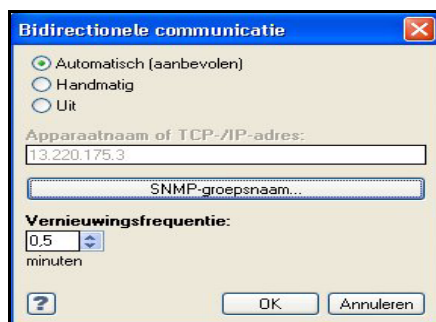 Bidirectionele communicatie
Automatisch (aanbevolen)
Handmatig
Uit
Apparaatnaam of TCP-/IP-adres:
13.220.175.3
SNMP-groepsnaam...
Vernieuwingsfrequentie:
0,5
minuten
? OK Annuleren